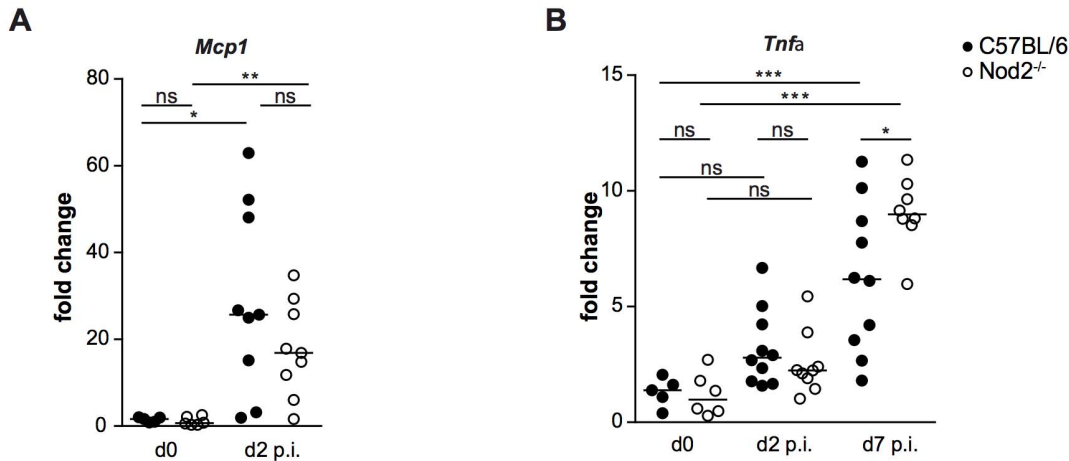 A
Mcp1
fold change
80
60
40
20
0
**
ns
ns
*
d0
d2 p.i.
B
Tnfa
C57BL/6
Nod2-/-
fold change
15
10
5
0
***
***
ns
ns
*
ns
ns
d0
d2 p.i.
d7 p.i.